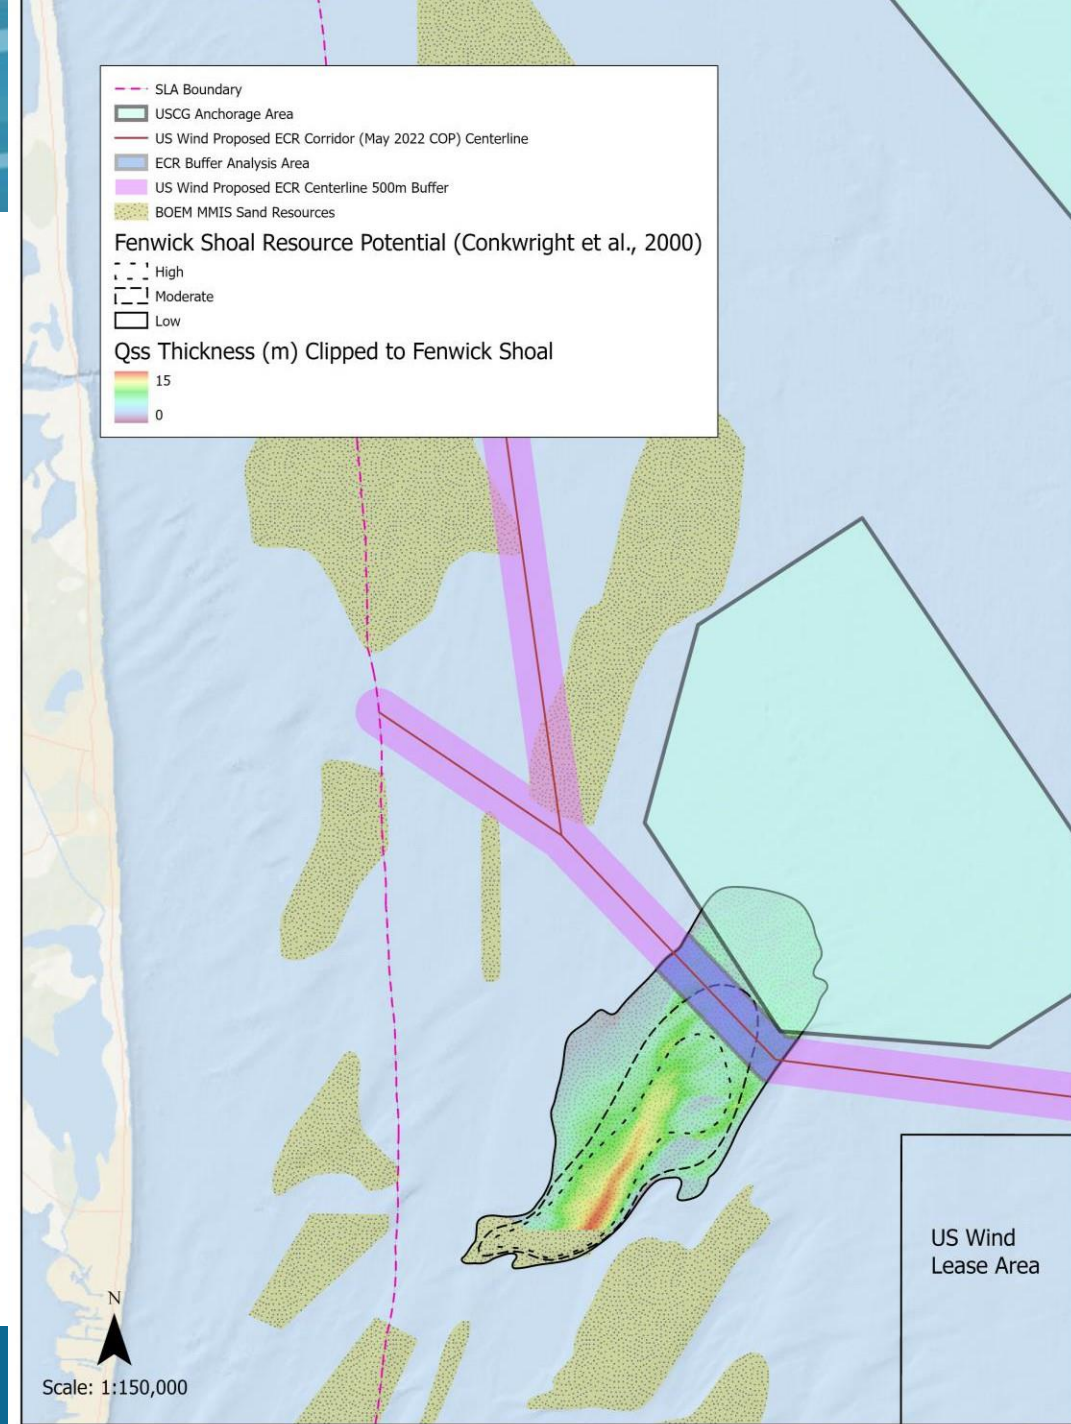 SLA Boundary
USCG Anchorage Area
US Wind Proposed ECR Corridor (May 2022 COP) Centerline
ECR Buffer Analysis Area
US Wind Proposed ECR Centerline 500m Buffer
BOEM MMIS Sand Resources
Fenwick Shoal Resource Potential (Conkwright et al., 2000)
High
Moderate
Low
Qss Thickness (m) Clipped to Fenwick Shoal
15
0
US Wind
Lease Area
N
Scale: 1:150,000